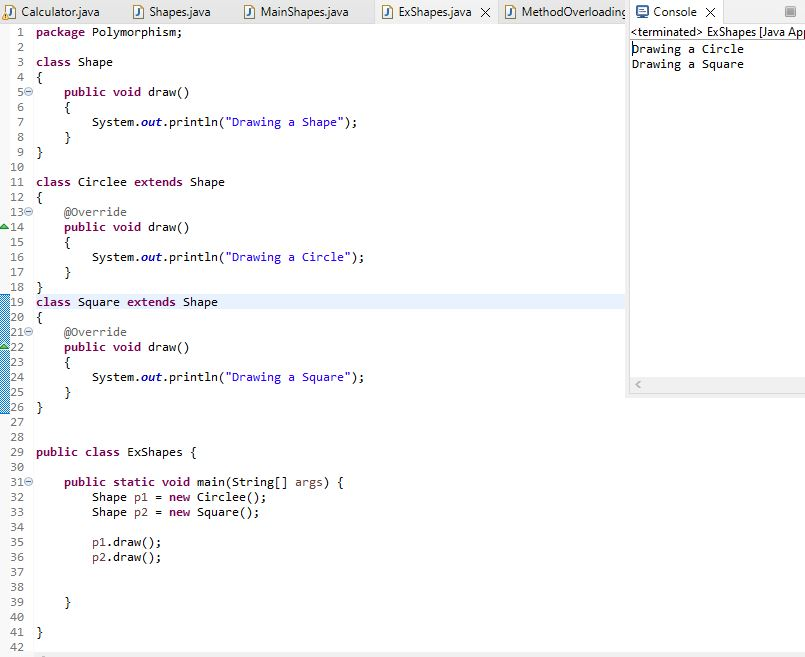 Calculator.java Shapes.java MainShapes.java ExShapes.java MethodOverloading
Console
<terminated> ExShapes [Java App
Drawing a Circle
Drawing a Square
1 package Polymorphism;
2
3 class Shape
4 {
5 public void draw()
6 {
7 System.out.println("Drawing a Shape");
8 }
9 }
10
11 class Circlee extends Shape
12 {
13 @Override
14 public void draw()
15 {
16 System.out.println("Drawing a Circle");
17 }
18 }
19 class Square extends Shape
20 {
21 @Override
22 public void draw()
23 {
24 System.out.println("Drawing a Square");
25 }
26 }
27
28
29 public class ExShapes {
30
31 public static void main(String[] args) {
32 Shape p1 = new Circlee();
33 Shape p2 = new Square();
34
35 p1.draw();
36 p2.draw();
37
38
39 }
40
41 }
42